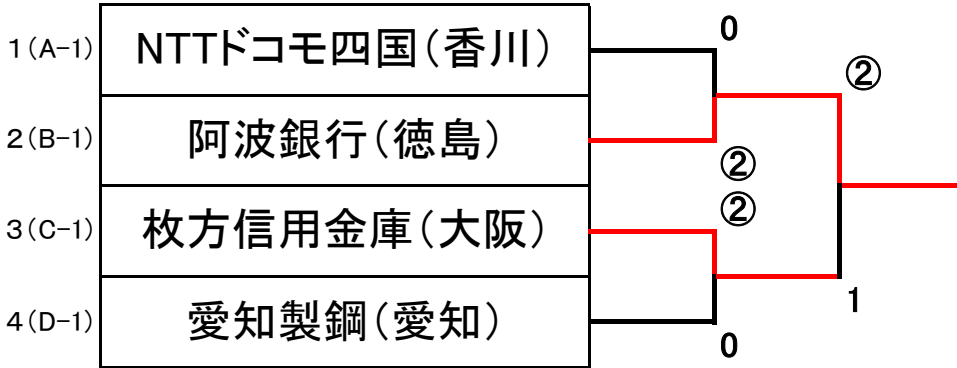 1(A-1) NTTドコモ四国(香川) 0
②
2(B-1) 阿波銀行(徳島) ②
3(C-1) 枚方信用金庫(大阪) ②
1
4(D-1) 愛知製鋼(愛知) 0